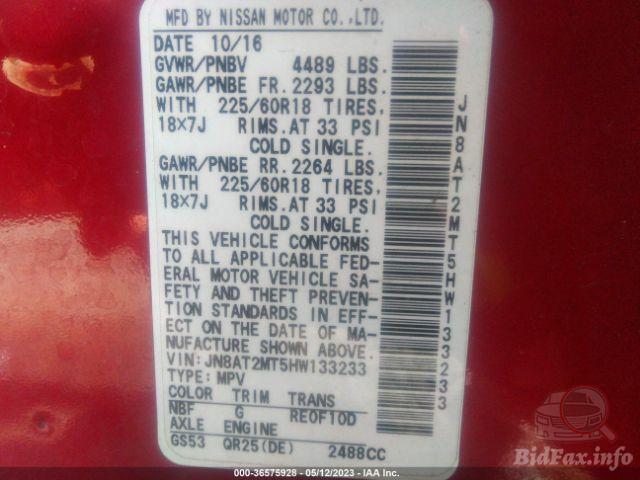 MFD BY NISSAN MOTOR CO.,LTD.
DATE 10/16
GVWR/PNBV 4489 LBS.
GAWR/PNBE FR. 2293 LBS.
WITH 225/60R18 TIRES,
18X7J RIMS.AT 33 PSI
COLD SINGLE.
GAWR/PNBE RR. 2264 LBS.
WITH 225/60R18 TIRES,
18X7J RIMS.AT 33 PSI
COLD SINGLE.
THIS VEHICLE CONFORMS
TO ALL APPLICABLE FED-
ERAL MOTOR VEHICLE SA-
FETY AND THEFT PREVEN-
TION STANDARDS IN EFF-
ECT ON THE DATE OF MA-
NUFACTURE SHOWN ABOVE.
VIN:JN8AT2MT5HW133233
TYPE:MPV
COLOR TRIM TRANS
NBF G RE0F10D
AXLE ENGINE
GS53 QR25(DE) 2488CC
JN8AT2MT5HW133233
000-36575928 - 05/12/2023 - IAA Inc.
BidFax.info